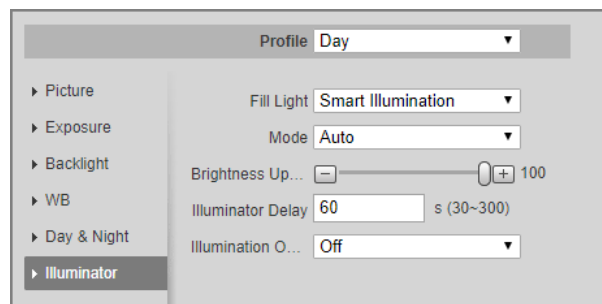 Profile Day
Picture
Exposure
Backlight
WB
Day & Night
Illuminator
Fill Light Smart Illumination
Mode Auto
Brightness Up... 100
Illuminator Delay 60 s (30~300)
Illumination O... Off